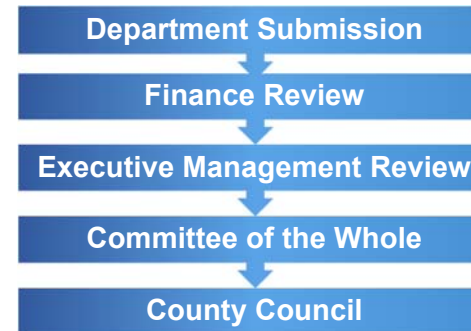 Department Submission
Finance Review
Executive Management Review
Committee of the Whole
County Council